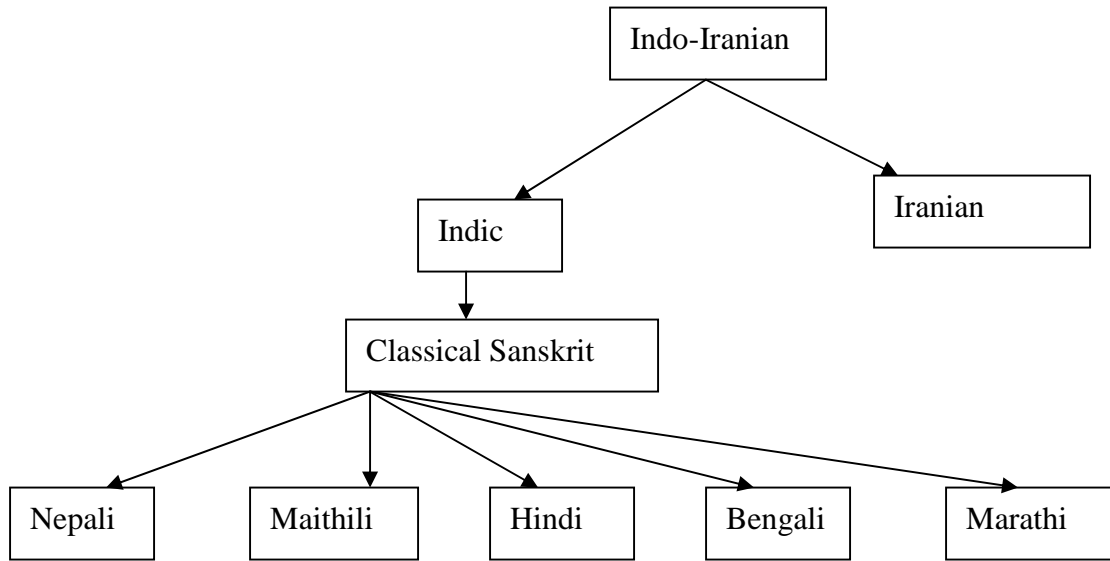 Indo-Iranian
Iranian
Indic
Classical Sanskrit
Nepali
Maithili
Hindi
Bengali
Marathi